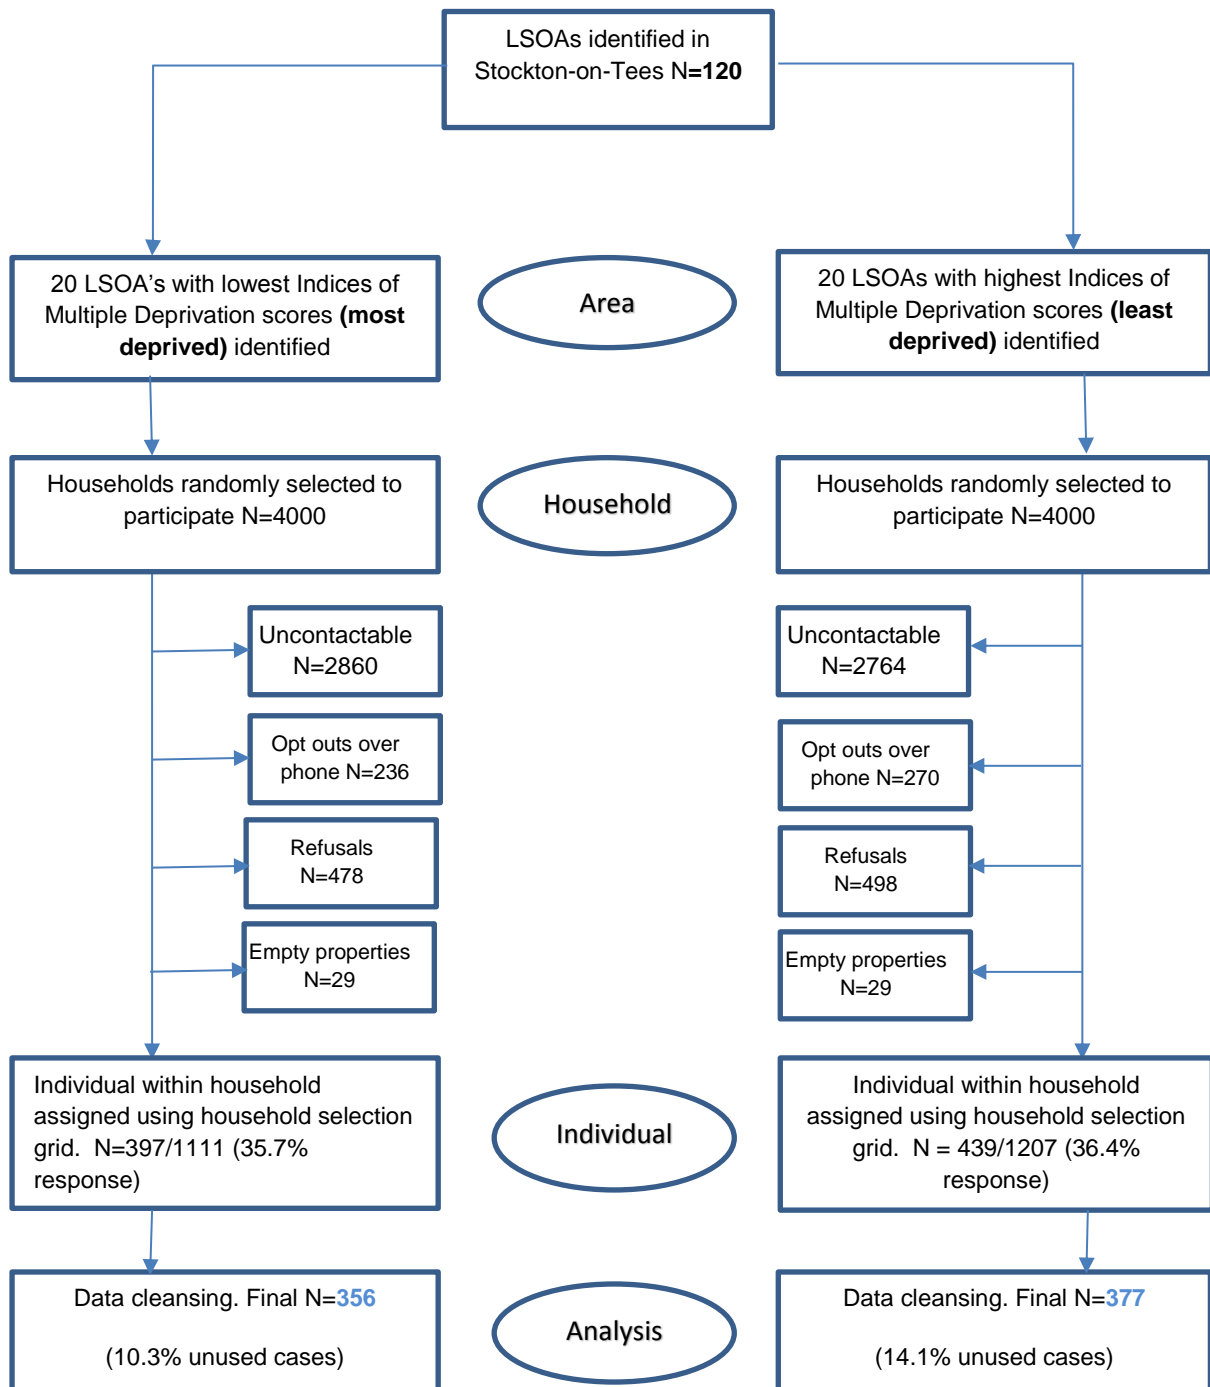 LSOAs identified in
Stockton-on-Tees N=120
20 LSOA’s with lowest Indices of
Multiple Deprivation scores (most
deprived) identified
Area
20 LSOAs with highest Indices of
Multiple Deprivation scores (least
deprived) identified
Households randomly selected to
participate N=4000
Household
Households randomly selected to
participate N=4000
Uncontactable
N=2860
Uncontactable
N=2764
Opt outs over
phone N=236
Opt outs over
phone N=270
Refusals
N=478
Refusals
N=498
Empty properties
N=29
Empty properties
N=29
Individual within household
assigned using household selection
grid.  N=397/1111 (35.7%
response)
Individual
Individual within household
assigned using household selection
grid.  N = 439/1207 (36.4%
response)
Data cleansing. Final N=356
(10.3% unused cases)
Analysis
Data cleansing. Final N=377
(14.1% unused cases)